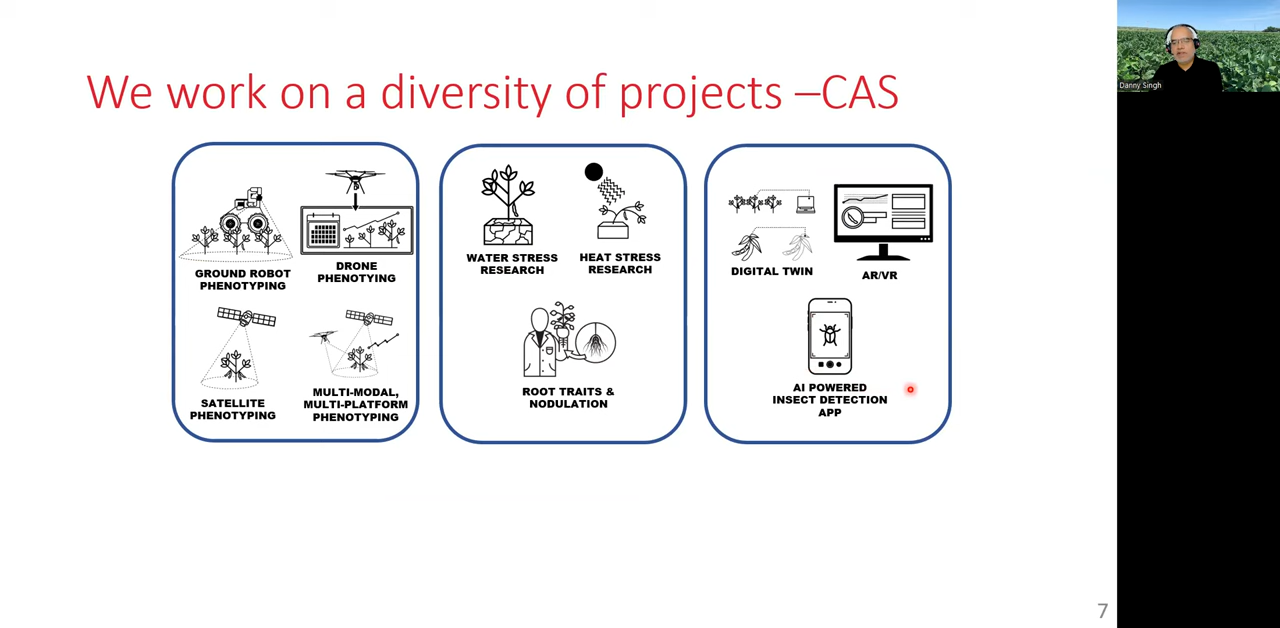 We work on a diversity of projects –CAS
GROUND ROBOT
PHENOTYPING
DRONE
PHENOTYING
SATELLITE
PHENOTYPING
MULTI-MODAL,
MULTI-PLATFORM
PHENOTYPING
WATER STRESS
RESEARCH
HEAT STRESS
RESEARCH
ROOT TRAITS &
NODULATION
DIGITAL TWIN
AR/VR
AI POWERED
INSECT DETECTION
APP
7
Danny Singh